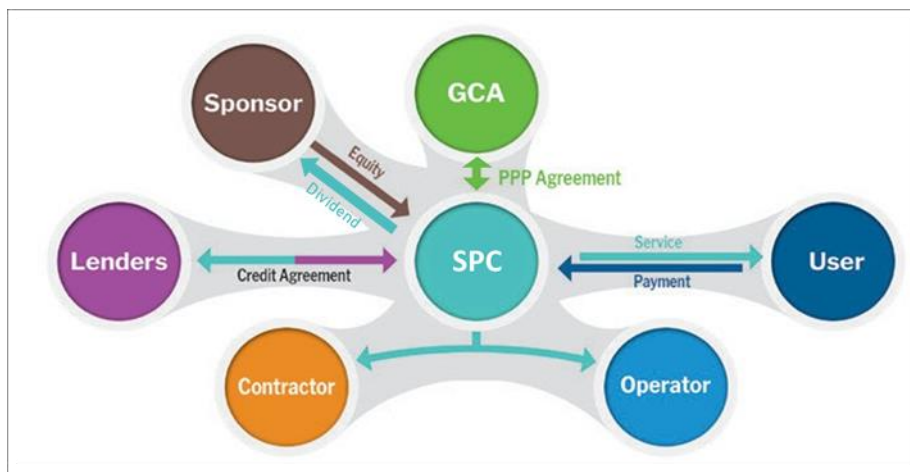 GCA
Sponsor
Equity
Dividend
PPP Agreement
Lenders
Credit Agreement
SPC
Service
Payment
User
Contractor
Operator